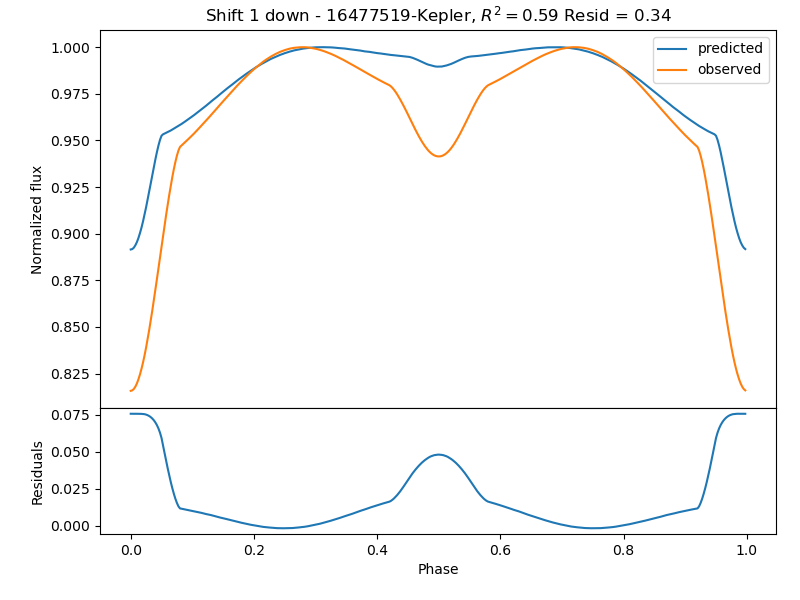 Shift 1 down - 16477519-Kepler, $R^2 = 0.59$ Resid = 0.34
predicted
observed
1.000
0.975
0.950
0.925
0.900
0.875
0.850
0.825
Normalized flux
0.075
0.050
0.025
0.000
Residuals
0.0 0.2 0.4 0.6 0.8 1.0
Phase